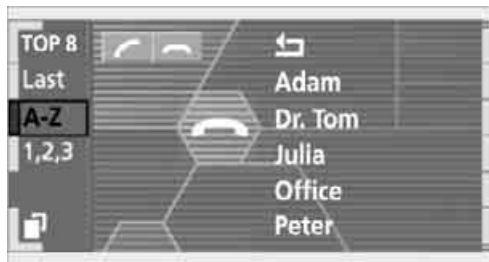 TOP 8
Last
A-Z
1,2,3
Adam
Dr. Tom
Julia
Office
Peter